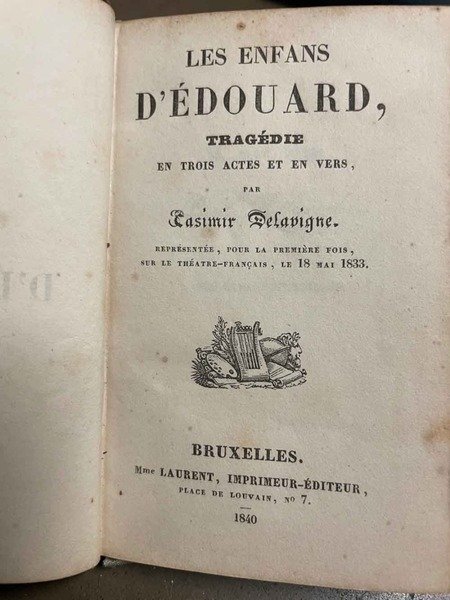 LES ENFANS
D'ÉDOUARD,
TRAGÉDIE
EN TROIS ACTES ET EN VERS,
PAR
Casimir Delavigne.
REPRÉSENTÉE, POUR LA PREMIÈRE FOIS,
SUR LE THÉATRE-FRANÇAIS, LE 18 MAI 1833.
BRUXELLES.
Mme LAURENT, IMPRIMEUR-ÉDITEUR,
PLACE DE LOUVAIN, No 7.
1840